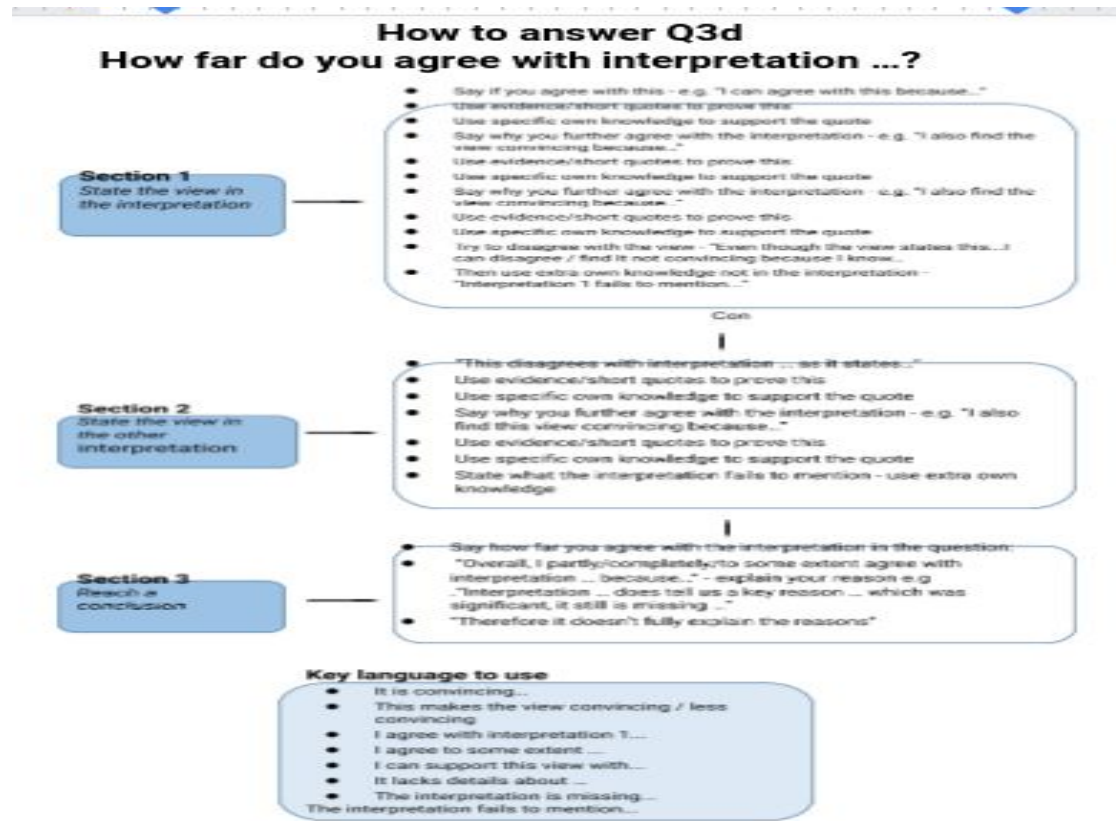 How to answer Q3d
How far do you agree with interpretation ...?
Say if you agree with this - e.g. "I can agree with this because.."
Use evidence/short quotes to prove this
Use specific own knowledge to support the quote
Say why you further agree with the interpretation - e.g. "I also find the
view convincing because.."
Use evidence/short quotes to prove this
Use specific own knowledge to support the quote
Say why you further agree with the interpretation - e.g. "I also find the
view convincing because.."
Use evidence/short quotes to prove this
Use specific own knowledge to support the quote
Try to disagree with the view - "Even though the view states this...I
can disagree / find it not convincing because I know..
Then use extra own knowledge not in the interpretation -
"Interpretation 1 fails to mention..."
Section 1
State the view in
the interpretation
Con
"This disagrees with interpretation ... as it states.."
Use evidence/short quotes to prove this
Use specific own knowledge to support the quote
Say why you further agree with the interpretation - e.g. "I also
find this view convincing because.."
Use evidence/short quotes to prove this
Use specific own knowledge to support the quote
State what the interpretation fails to mention - use extra own
knowledge
Section 2
State the view in
the other
interpretation
Say how far you agree with the interpretation in the question:
"Overall, I partly/completely/to some extent agree with
interpretation ... because.." - explain your reason e.g
."Interpretation ... does tell us a key reason ... which was
significant, it still is missing ..."
"Therefore it doesn't fully explain the reasons"
Section 3
Reach a
conclusion
Key language to use
It is convincing...
This makes the view convincing / less
convincing
I agree with interpretation 1...
I agree to some extent ...
I can support this view with...
It lacks details about ...
The interpretation is missing...
The interpretation fails to mention...